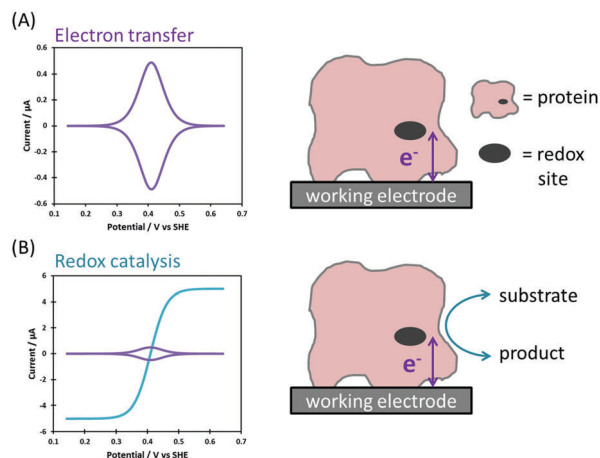 (A)
Electron transfer
0.6
0.4
0.2
0
-0.2
-0.4
-0.6
Current / µA
0.1 0.2 0.3 0.4 0.5 0.6 0.7
Potential / V vs SHE
e-
working electrode
= protein
= redox
site
(B)
Redox catalysis
6
4
2
0
-2
-4
-6
Current / µA
0.1 0.2 0.3 0.4 0.5 0.6 0.7
Potential / V vs SHE
e-
working electrode
substrate
product